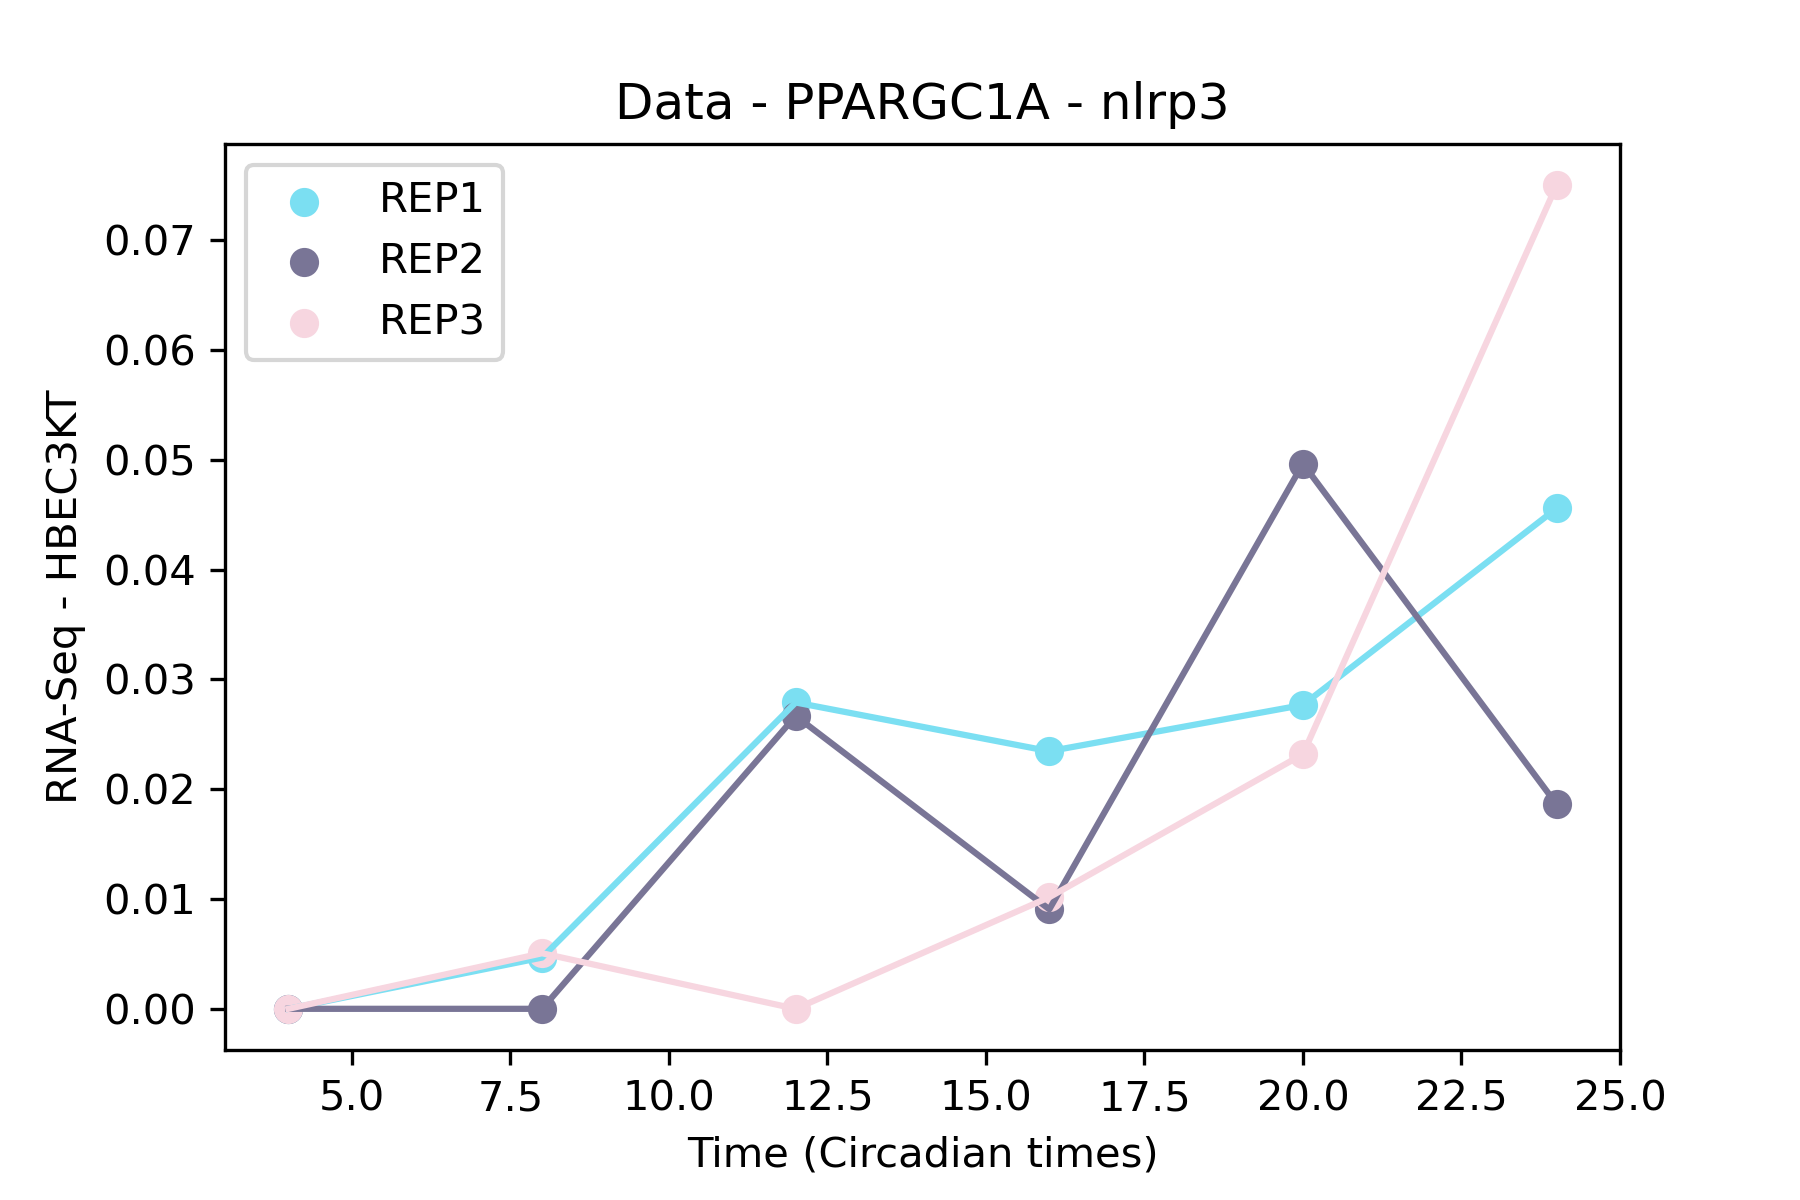 Data - PPARGC1A - nlrp3
REP1
REP2
REP3
RNA-Seq - HBEC3KT
0.07
0.06
0.05
0.04
0.03
0.02
0.01
0.00
5.0 7.5 10.0 12.5 15.0 17.5 20.0 22.5 25.0
Time (Circadian times)